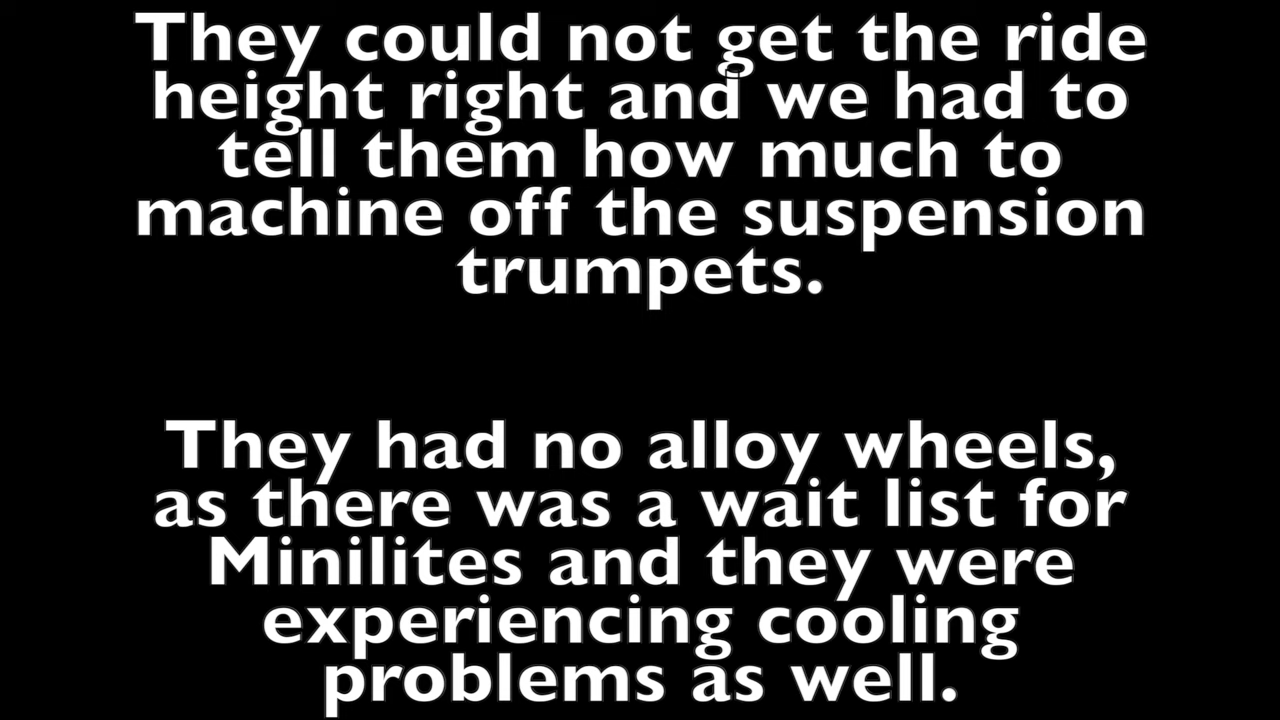 They could not get the ride
height right and we had to
tell them how much to
machine off the suspension
trumpets.
They had no alloy wheels,
as there was a wait list for
Minilites and they were
experiencing cooling
problems as well.